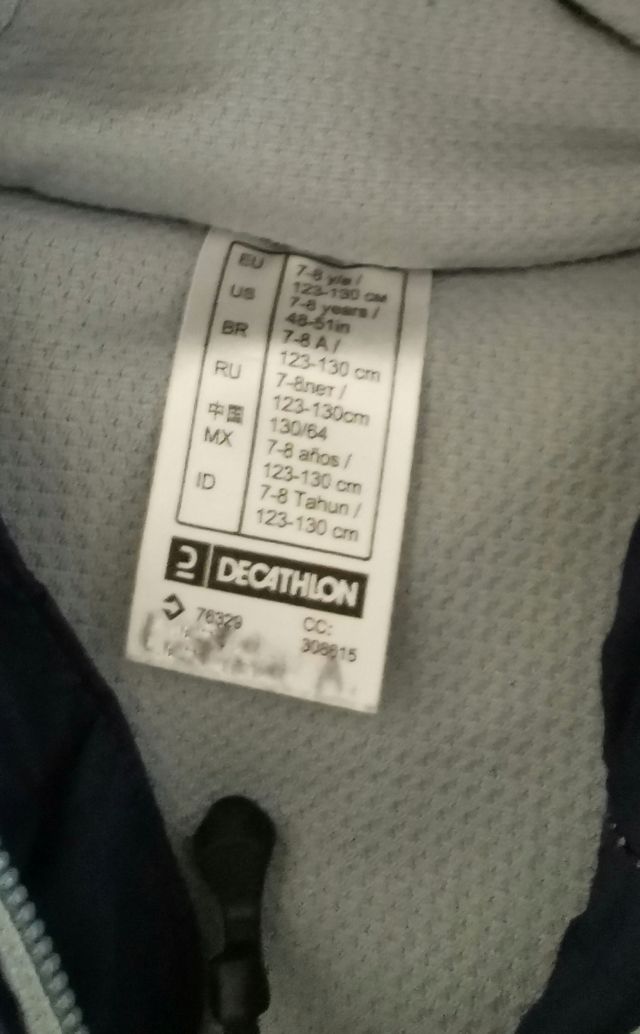 EU 7-8 y/a /
123-130 см
US 7-8 years /
48-51in
BR 7-8 A /
123-130 cm
RU 7-8лет /
123-130cm
中国 130/64
MX 7-8 años /
123-130 cm
ID 7-8 Tahun /
123-130 cm
DECATHLON
76329 CC:
308615